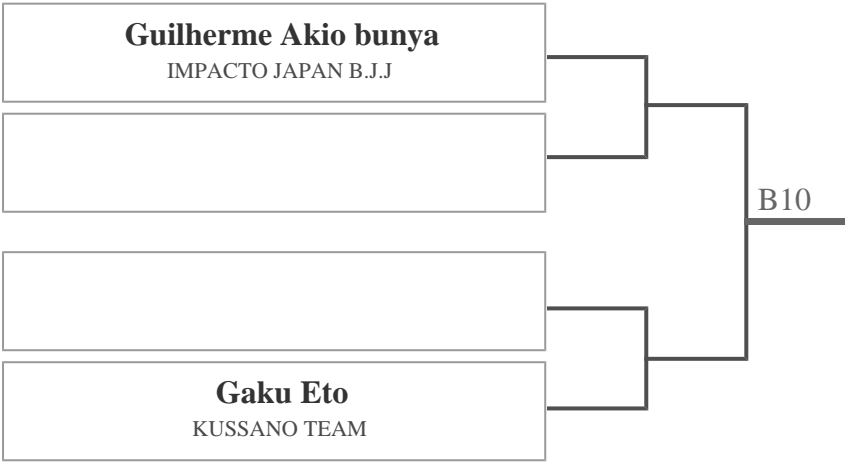 Guilherme Akio bunya
IMPACTO JAPAN B.J.J
B10
Gaku Eto
KUSSANO TEAM